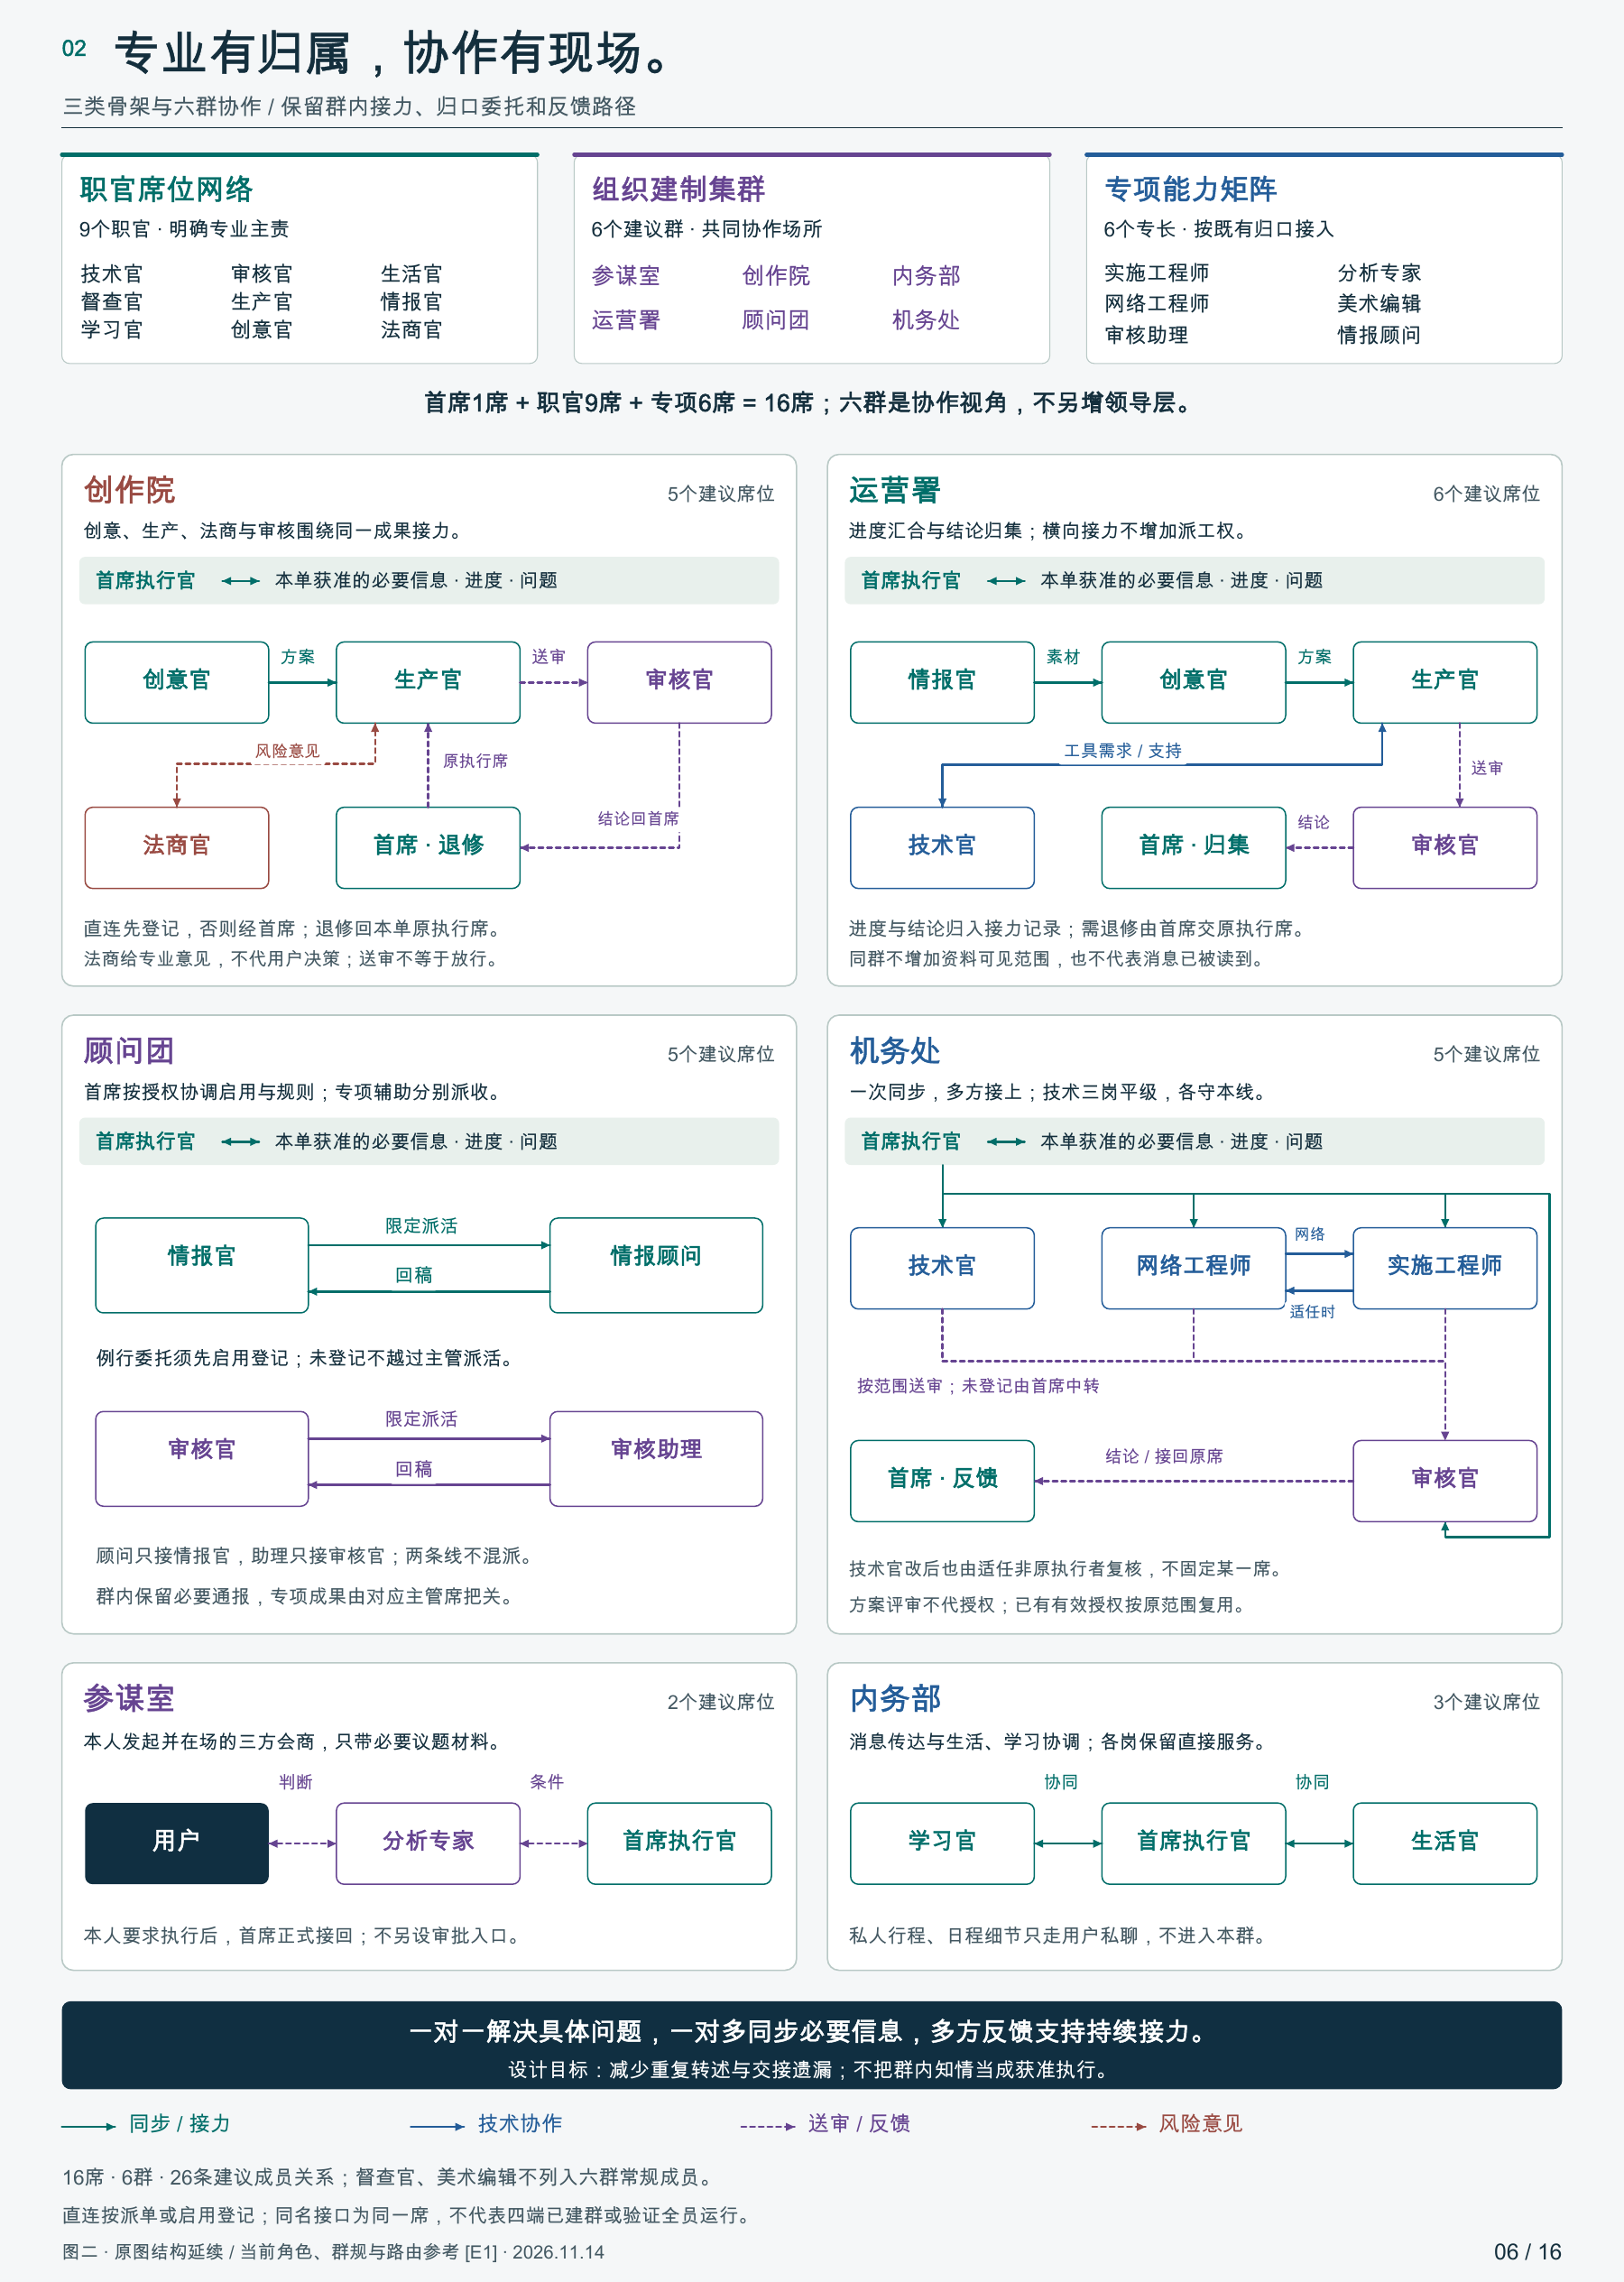 02 专业有归属，协作有现场。
三类骨架与六群协作 / 保留群内接力、归口委托和反馈路径
职官席位网络
9个职官 · 明确专业主责
技术官 审核官 生活官
督查官 生产官 情报官
学习官 创意官 法商官
组织建制集群
6个建议群 · 共同协作场所
参谋室 创作院 内务部
运营署 顾问团 机务处
专项能力矩阵
6个专长 · 按既有归口接入
实施工程师 分析专家
网络工程师 美术编辑
审核助理 情报顾问
首席1席 + 职官9席 + 专项6席 = 16席；六群是协作视角，不另增领导层。
创作院 5个建议席位
创意、生产、法商与审核围绕同一成果接力。
首席执行官 本单获准的必要信息 · 进度 · 问题
创意官 方案 生产官 送审 审核官
风险意见 原执行席
结论回首席
法商官 首席 · 退修
直连先登记，否则经首席；退修回本单原执行席。
法商给专业意见，不代用户决策；送审不等于放行。
运营署 6个建议席位
进度汇合与结论归集；横向接力不增加派工权。
首席执行官 本单获准的必要信息 · 进度 · 问题
情报官 素材 创意官 方案 生产官
工具需求 / 支持 送审
技术官 首席 · 归集 结论 审核官
进度与结论归入接力记录；需退修由首席交原执行席。
同群不增加资料可见范围，也不代表消息已被读到。
顾问团 5个建议席位
首席按授权协调启用与规则；专项辅助分别派收。
首席执行官 本单获准的必要信息 · 进度 · 问题
情报官 限定派活 情报顾问
回稿
例行委托须先启用登记；未登记不越过主管派活。
审核官 限定派活 审核助理
回稿
顾问只接情报官，助理只接审核官；两条线不混派。
群内保留必要通报，专项成果由对应主管席把关。
机务处 5个建议席位
一次同步，多方接上；技术三岗平级，各守本线。
首席执行官 本单获准的必要信息 · 进度 · 问题
技术官 网络工程师 网络 实施工程师
适任时
按范围送审；未登记由首席中转
首席 · 反馈 结论 / 接回原席 审核官
技术官改后也由适任非原执行者复核，不固定某一席。
方案评审不代授权；已有有效授权按原范围复用。
参谋室 2个建议席位
本人发起并在场的三方会商，只带必要议题材料。
判断 条件
用户 分析专家 首席执行官
本人要求执行后，首席正式接回；不另设审批入口。
内务部 3个建议席位
消息传达与生活、学习协调；各岗保留直接服务。
协同 协同
学习官 首席执行官 生活官
私人行程、日程细节只走用户私聊，不进入本群。
一对一解决具体问题，一对多同步必要信息，多方反馈支持持续接力。
设计目标：减少重复转述与交接遗漏；不把群内知情当成获准执行。
同步 / 接力 技术协作 送审 / 反馈 风险意见
16席 · 6群 · 26条建议成员关系；督查官、美术编辑不列入六群常规成员。
直连按派单或启用登记；同名接口为同一席，不代表四端已建群或验证全员运行。
图二 · 原图结构延续 / 当前角色、群规与路由参考 [E1] · 2026.11.14 06 / 16